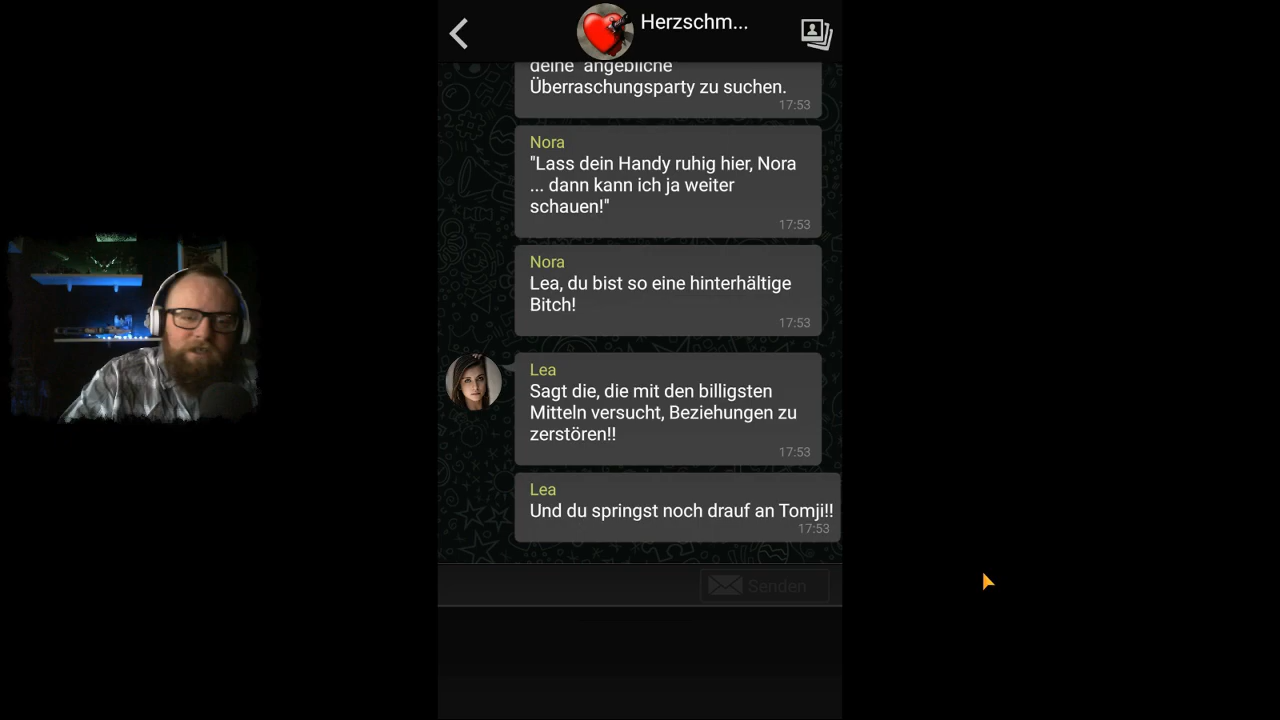 Herzschm...
deine angebliche
Überraschungsparty zu suchen.
17:53
Nora
"Lass dein Handy ruhig hier, Nora
... dann kann ich ja weiter
schauen!"
17:53
Nora
Lea, du bist so eine hinterhältige
Bitch!
17:53
Lea
Sagt die, die mit den billigsten
Mitteln versucht, Beziehungen zu
zerstören!!
17:53
Lea
Und du springst noch drauf an Tomji!!
17:53
Senden